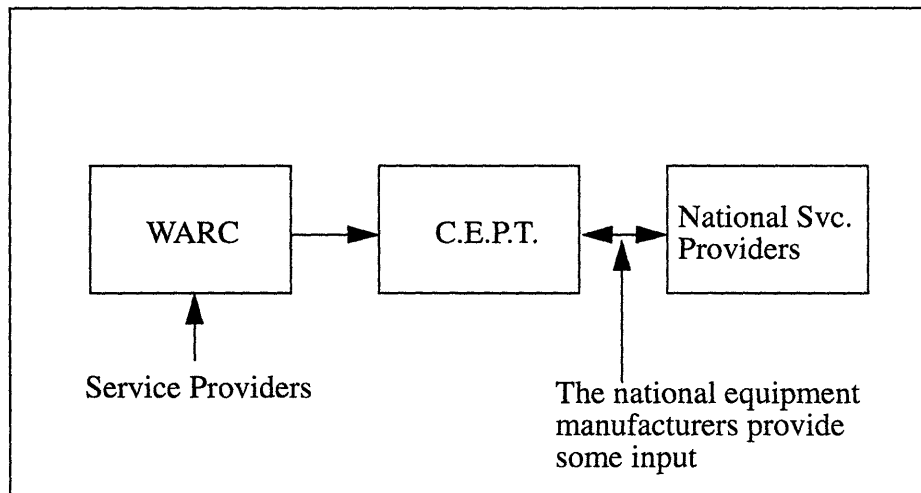 WARC
C.E.P.T.
National Svc.
Providers
Service Providers
The national equipment
manufacturers provide
some input